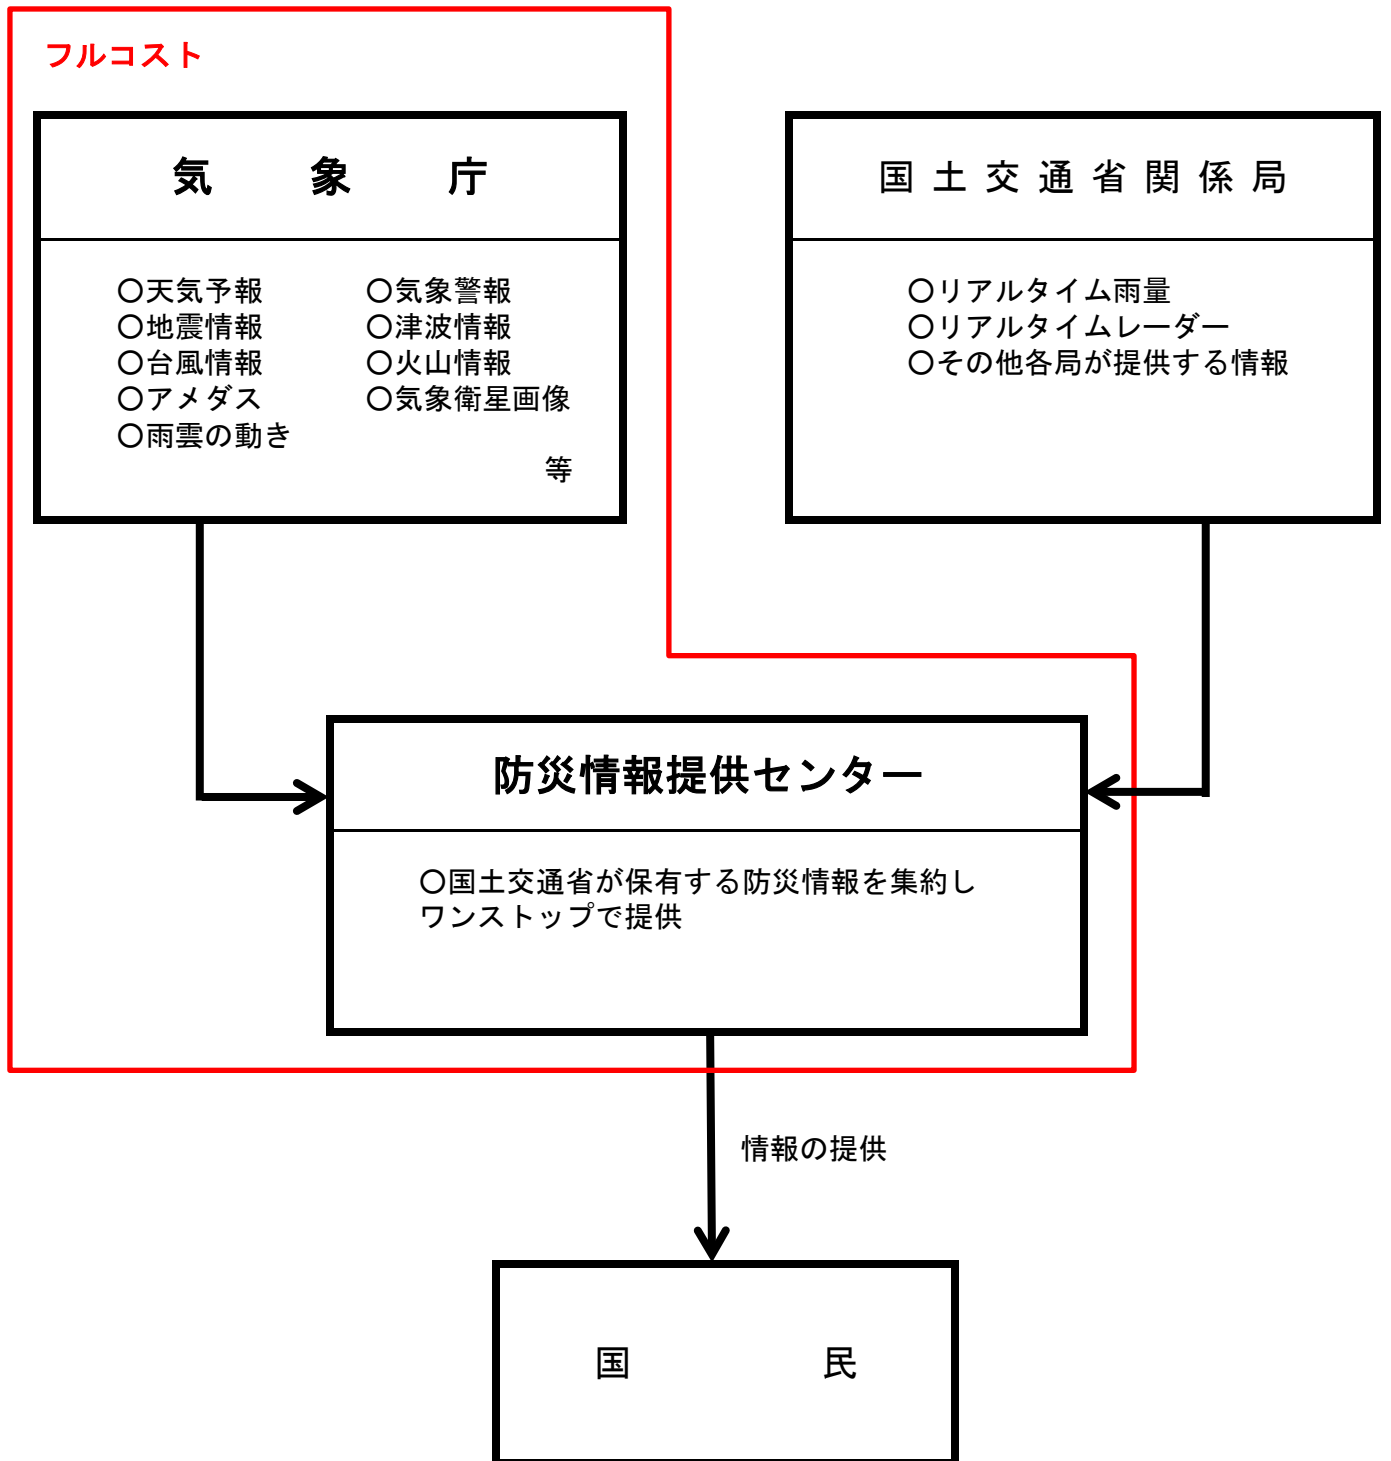 フルコスト
気象庁
○天気予報 ○気象警報
○地震情報 ○津波情報
○台風情報 ○火山情報
○アメダス ○気象衛星画像
○雨雲の動き
等
国土交通省関係局
○リアルタイム雨量
○リアルタイムレーダー
○その他各局が提供する情報
防災情報提供センター
○国土交通省が保有する防災情報を集約し
ワンストップで提供
情報の提供
国民